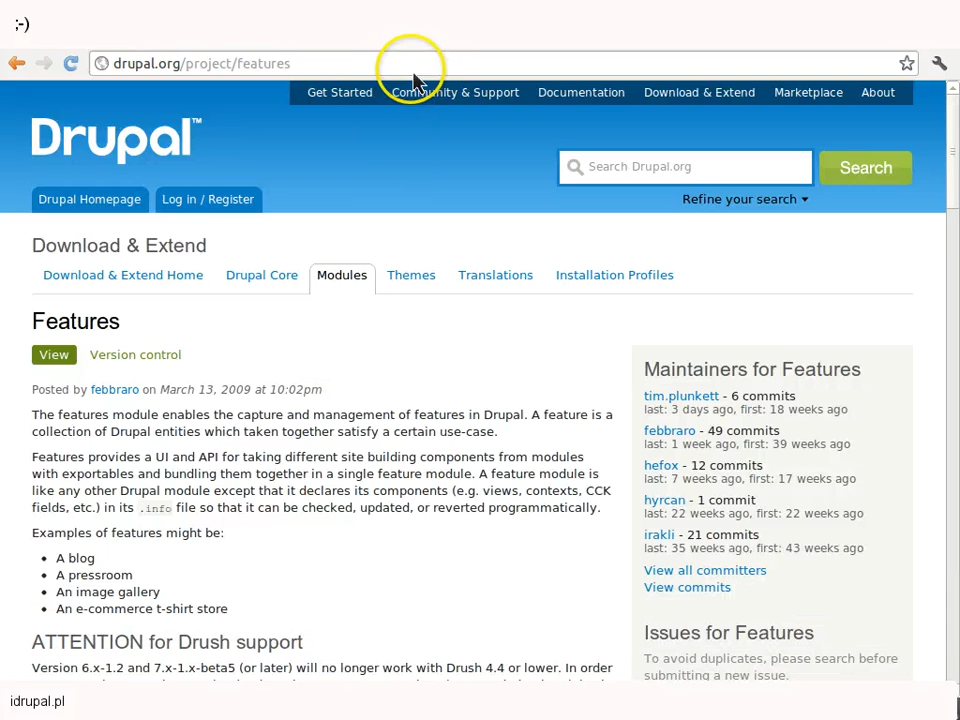 ;-)
drupal.org/project/features
Get Started Community & Support Documentation Download & Extend Marketplace About
Drupal™
Search Drupal.org Search
Drupal Homepage Log in / Register Refine your search
Download & Extend
Download & Extend Home Drupal Core Modules Themes Translations Installation Profiles
Features
View Version control
Posted by febbraro on March 13, 2009 at 10:02pm
The features module enables the capture and management of features in Drupal. A feature is a
collection of Drupal entities which taken together satisfy a certain use-case.
Features provides a UI and API for taking different site building components from modules
with exportables and bundling them together in a single feature module. A feature module is
like any other Drupal module except that it declares its components (e.g. views, contexts, CCK
fields, etc.) in its .info file so that it can be checked, updated, or reverted programmatically.
Examples of features might be:
• A blog
• A pressroom
• An image gallery
• An e-commerce t-shirt store
ATTENTION for Drush support
Version 6.x-1.2 and 7.x-1.x-beta5 (or later) will no longer work with Drush 4.4 or lower. In order
Maintainers for Features
tim.plunkett - 6 commits
last: 3 days ago, first: 18 weeks ago
febbraro - 49 commits
last: 1 week ago, first: 39 weeks ago
hefox - 12 commits
last: 7 weeks ago, first: 17 weeks ago
hyrcan - 1 commit
last: 22 weeks ago, first: 22 weeks ago
irakli - 21 commits
last: 35 weeks ago, first: 43 weeks ago
View all committers
View commits
Issues for Features
To avoid duplicates, please search before
submitting a new issue.
idrupal.pl